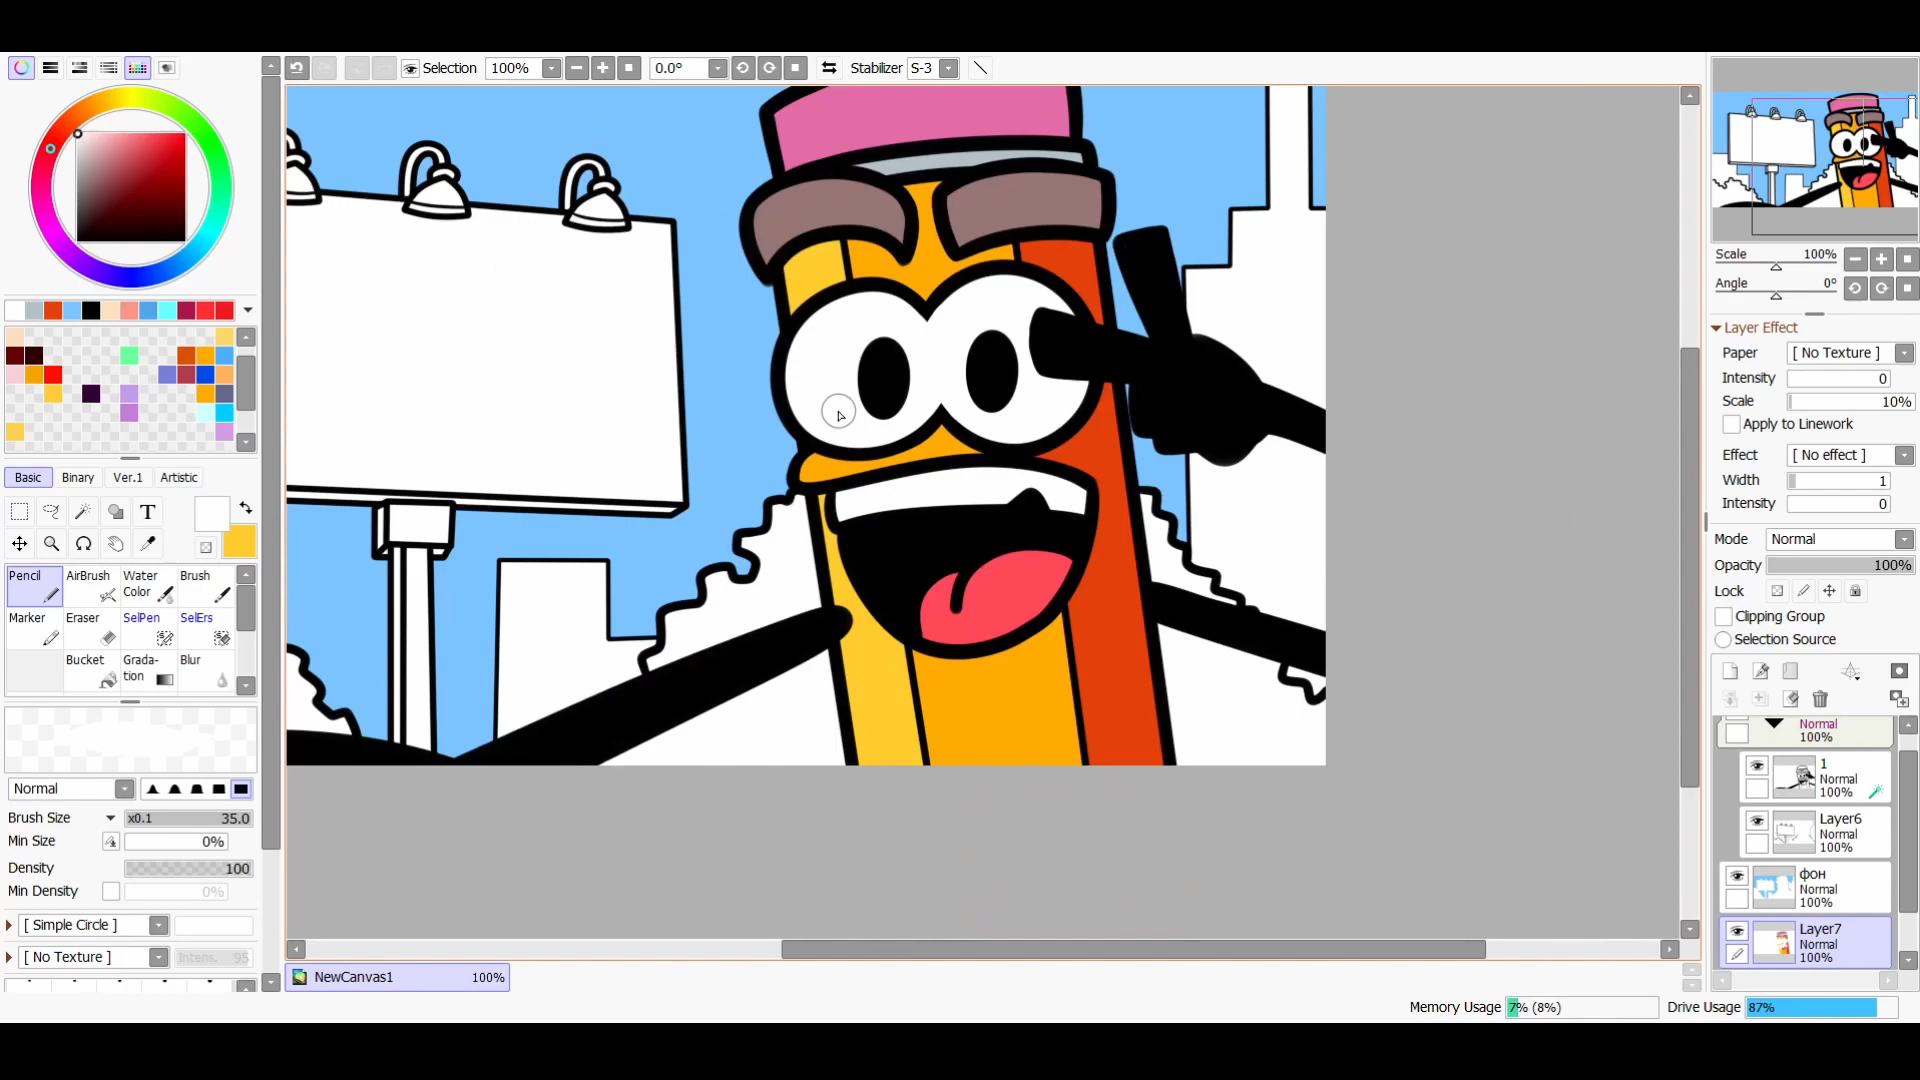 Selection 100% 0.0° Stabilizer S-3
Scale 100%
Angle 0°
Layer Effect
Paper [ No Texture ]
Intensity 0
Scale 10%
Apply to Linework
Effect [ No effect ]
Width 1
Intensity 0
Mode Normal
Opacity 100%
Lock
Clipping Group
Selection Source
Normal
100%
1
Normal
100%
Layer6
Normal
100%
фон
Normal
100%
Layer7
Normal
100%
Basic Binary Ver.1 Artistic
T
Pencil AirBrush Water Color Brush
Marker Eraser SelPen SelErs
Bucket Grada-tion Blur
Normal
Brush Size x0.1 35.0
Min Size 0%
Density 100
Min Density 0%
[ Simple Circle ]
[ No Texture ] Intens. 95
NewCanvas1 100%
Memory Usage 7% (8%) Drive Usage 87%